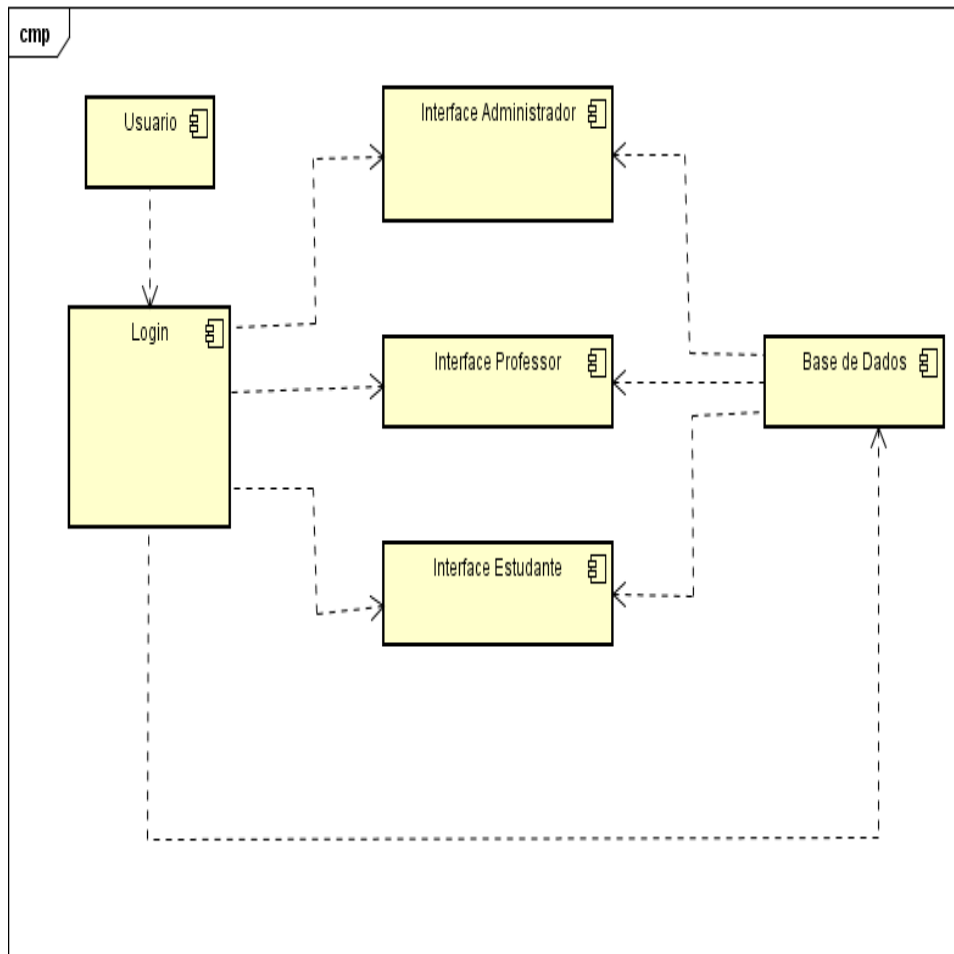 cmp
Usuario
Interface Administrador
Login
Interface Professor
Base de Dados
Interface Estudante